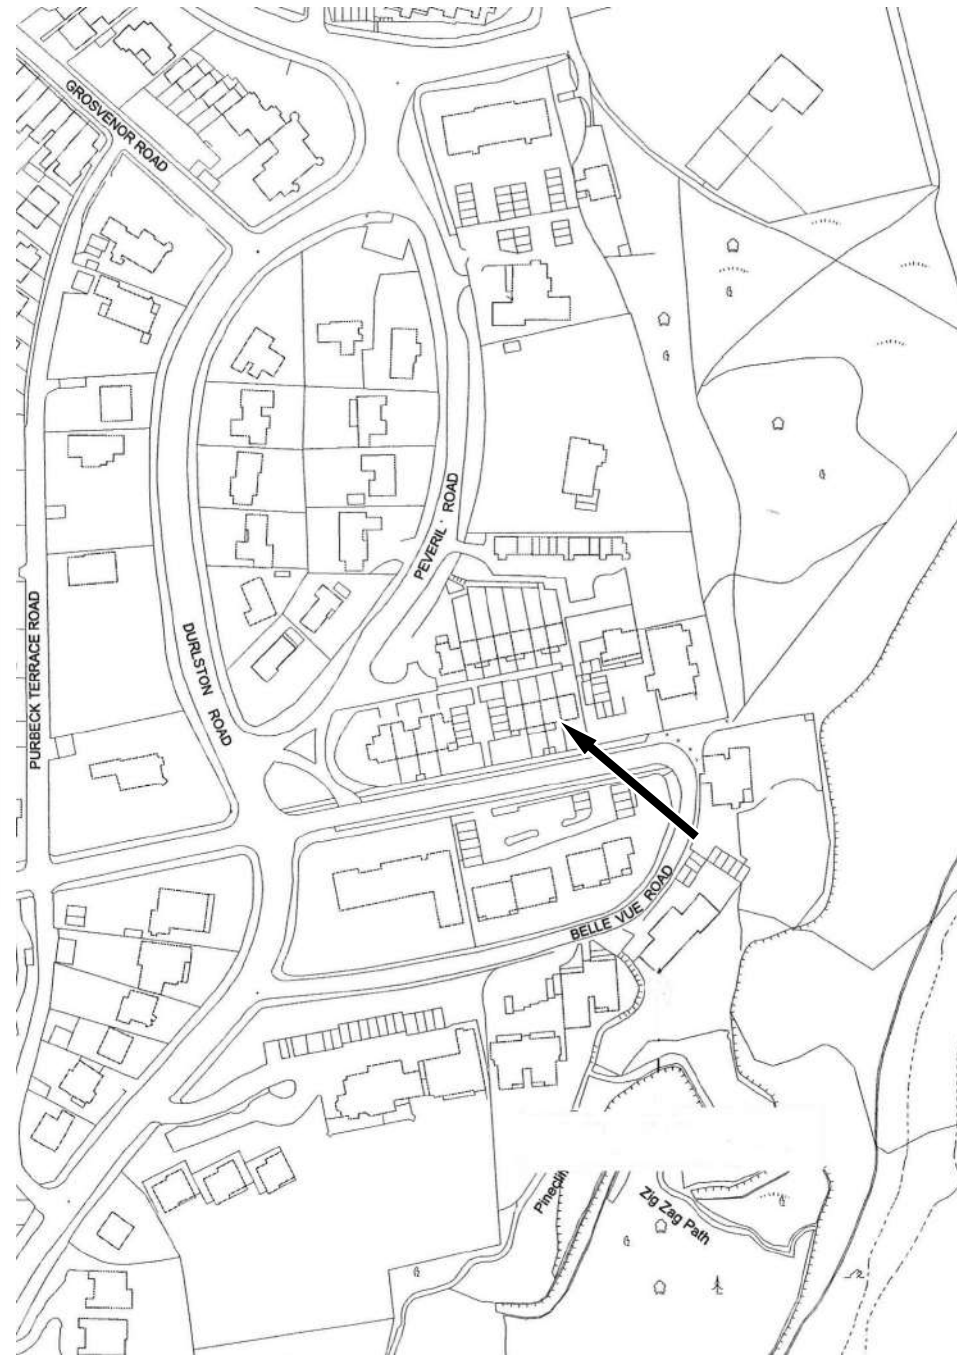 GROSVENOR ROAD
PEVERIL ROAD
PURBECK TERRACE ROAD
DURLSTON ROAD
BELLE VUE ROAD
Zig Zag Path